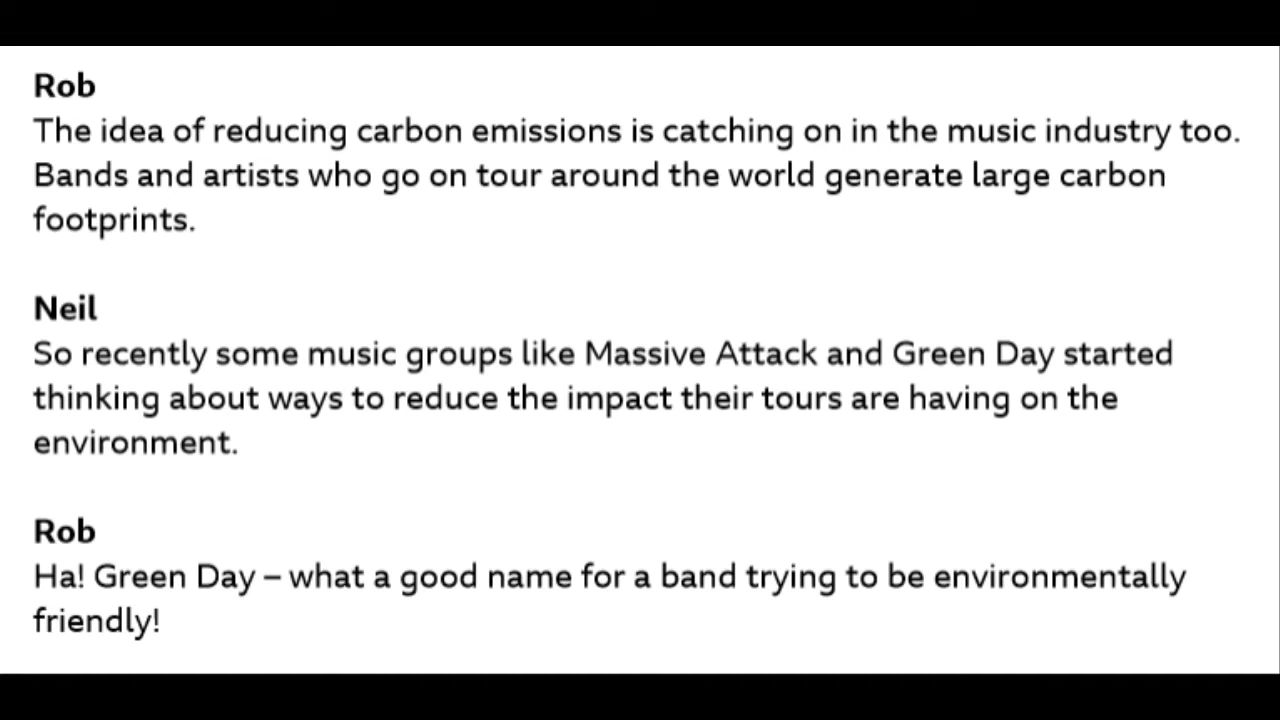 Rob
The idea of reducing carbon emissions is catching on in the music industry too.
Bands and artists who go on tour around the world generate large carbon
footprints.
Neil
So recently some music groups like Massive Attack and Green Day started
thinking about ways to reduce the impact their tours are having on the
environment.
Rob
Ha! Green Day – what a good name for a band trying to be environmentally
friendly!